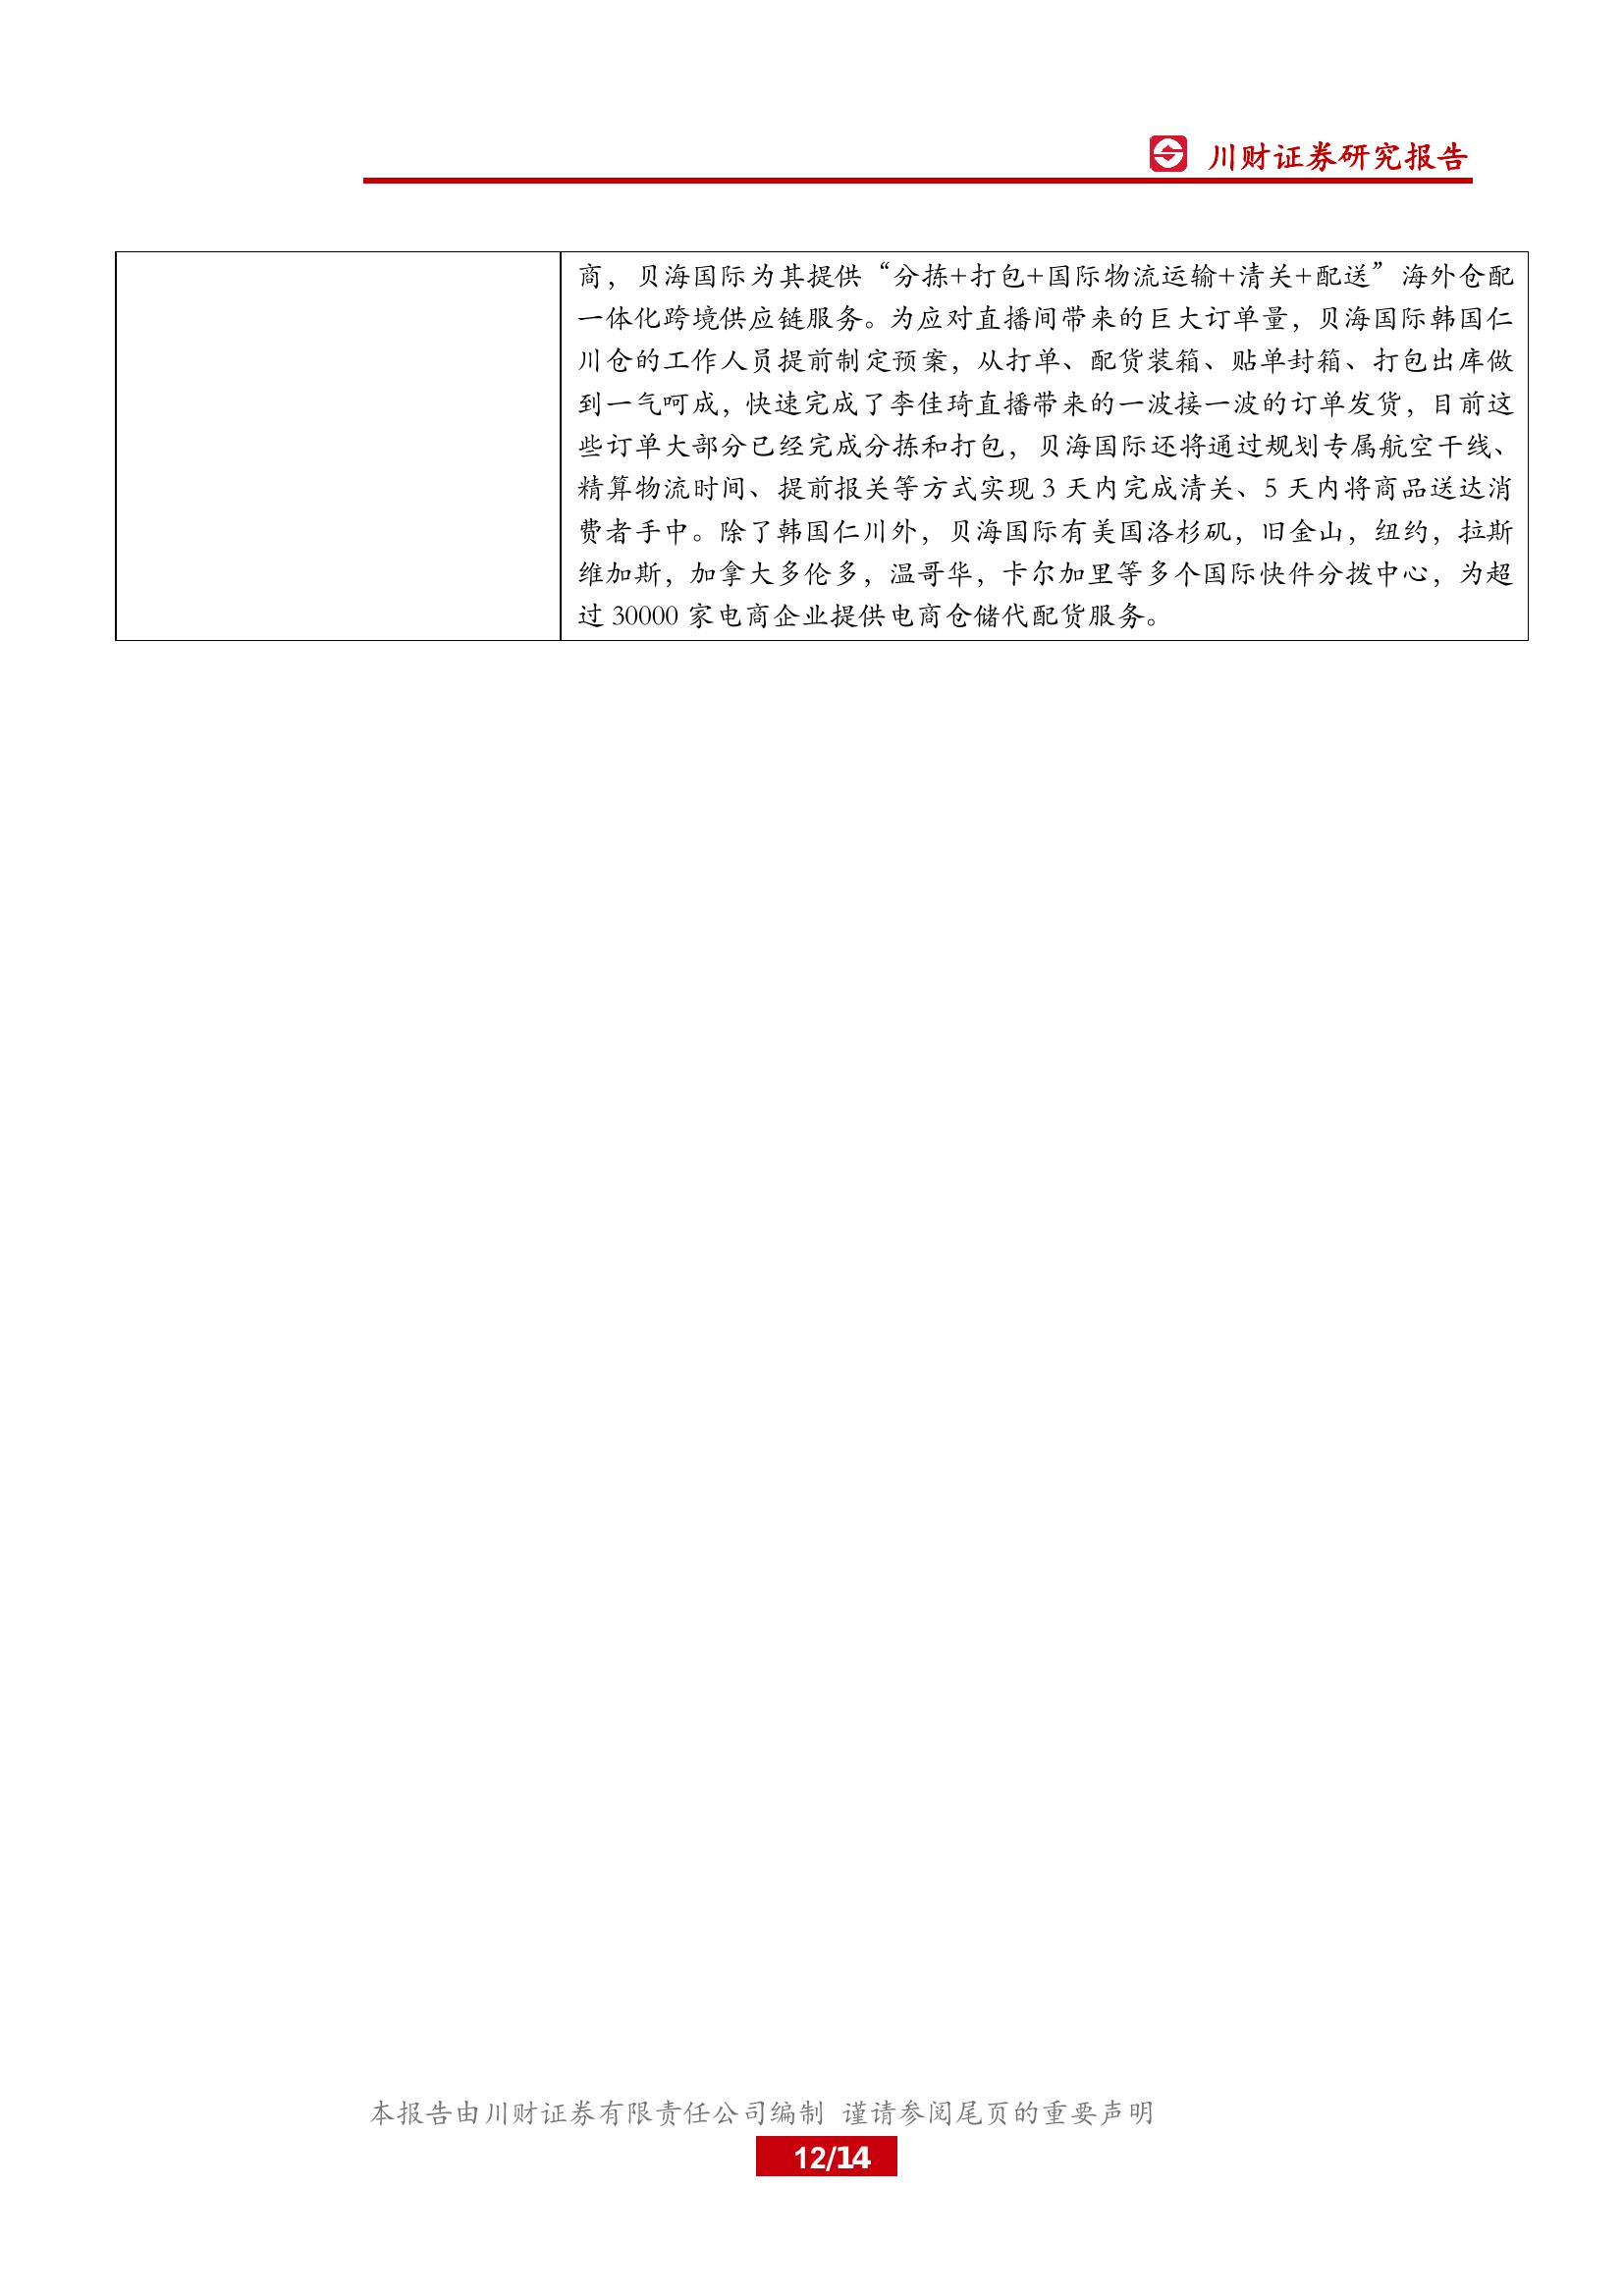 川财证券研究报告
商，贝海国际为其提供“分拣+打包+国际物流运输+清关+配送”海外仓配
一体化跨境供应链服务。为应对直播间带来的巨大订单量，贝海国际韩国仁
川仓的工作人员提前制定预案，从打单、配货装箱、贴单封箱、打包出库做
到一气呵成，快速完成了李佳琦直播带来的一波接一波的订单发货，目前这
些订单大部分已经完成分拣和打包，贝海国际还将通过规划专属航空干线、
精算物流时间、提前报关等方式实现 3 天内完成清关、5 天内将商品送达消
费者手中。除了韩国仁川外，贝海国际有美国洛杉矶，旧金山，纽约，拉斯
维加斯，加拿大多伦多，温哥华，卡尔加里等多个国际快件分拨中心，为超
过 30000 家电商企业提供电商仓储代配货服务。
本报告由川财证券有限责任公司编制 谨请参阅尾页的重要声明
12/14